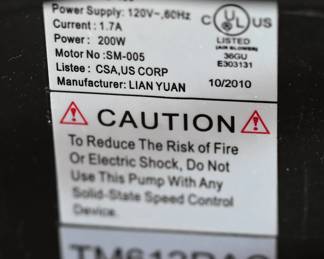 Power Supply: 120V~,60Hz
Current: 1.7A
Power: 200W
Motor No: SM-005
Listee: CSA,US CORP
Manufacturer: LIAN YUAN
C UL US
LISTED
(AIR BLOWER)
36GU
E303131
10/2010
CAUTION
To Reduce The Risk of Fire
Or Electric Shock, Do Not
Use This Pump With Any
Solid-State Speed Control
Device.